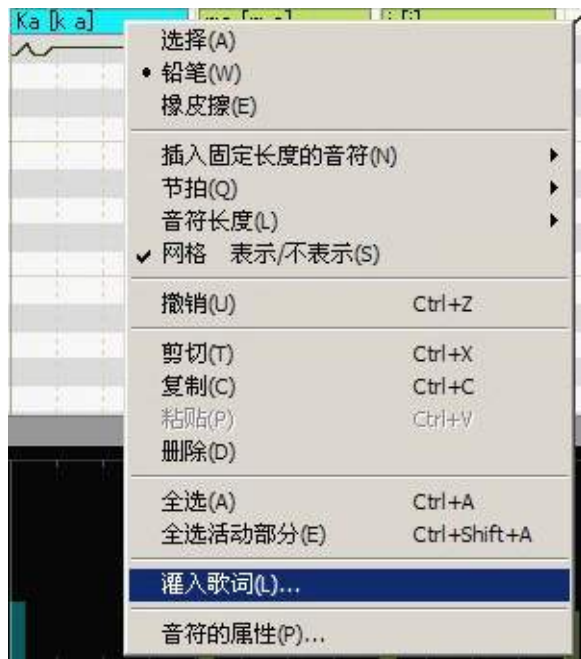 Ka [k a]
选择(A)
铅笔(W)
橡皮擦(E)
插入固定长度的音符(N)
节拍(Q)
音符长度(L)
网格 表示/不表示(S)
撤销(U) Ctrl+Z
剪切(T) Ctrl+X
复制(C) Ctrl+C
粘贴(P) Ctrl+V
删除(D)
全选(A) Ctrl+A
全选活动部分(E) Ctrl+Shift+A
灌入歌词(L)...
音符的属性(P)...